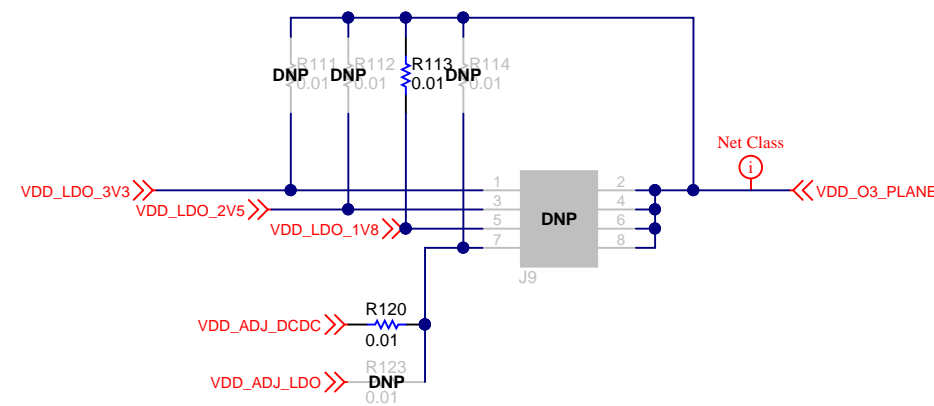 R111
DNP
0.01
R112
DNP
0.01
R113
0.01
R114
DNP
0.01
Net Class
i
VDD_LDO_3V3
1
2
VDD_O3_PLANE
VDD_LDO_2V5
3
4
DNP
VDD_LDO_1V8
5
6
7
8
J9
R120
VDD_ADJ_DCDC
0.01
R123
VDD_ADJ_LDO
DNP
0.01